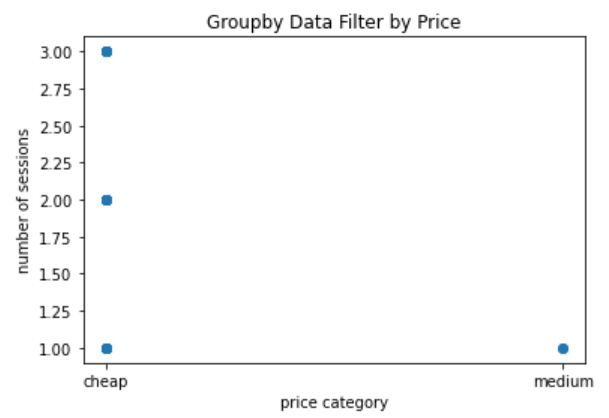 Groupby Data Filter by Price
number of sessions
3.00
2.75
2.50
2.25
2.00
1.75
1.50
1.25
1.00
cheap
medium
price category